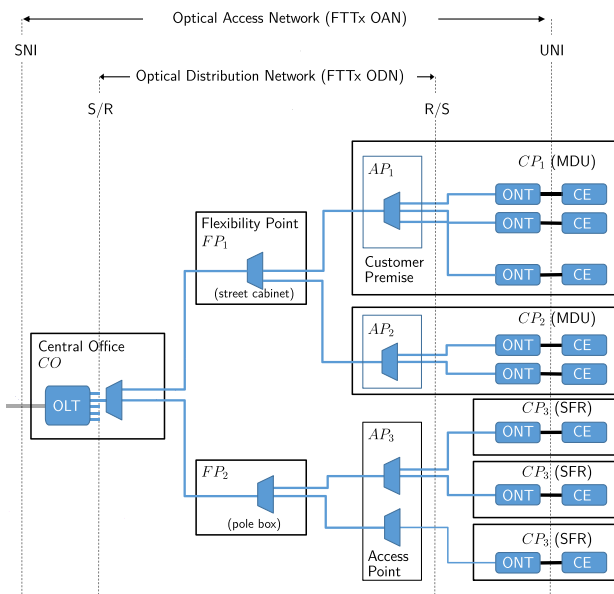 Optical Access Network (FTTx OAN)
SNI
UNI
Optical Distribution Network (FTTx ODN)
S/R
R/S
CP1 (MDU)
AP1
ONT
CE
ONT
CE
Flexibility Point
FP1
(street cabinet)
Customer
Premise
ONT
CE
CP2 (MDU)
AP2
ONT
CE
ONT
CE
Central Office
CO
OLT
CP3 (SFR)
AP3
ONT
CE
FP2
(pole box)
CP3 (SFR)
ONT
CE
CP3 (SFR)
Access
Point
ONT
CE